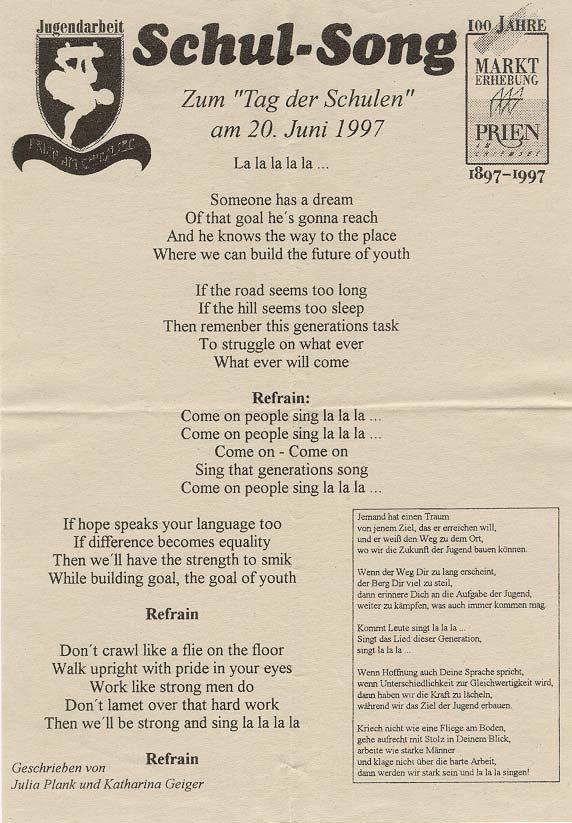 Jugendarbeit
PRIEN AM CHIEMSEE
Schul-Song
100 JAHRE
MARKT
ERHEBUNG
PRIEN
AM
CHIEMSEE
1897-1997
Zum "Tag der Schulen"
am 20. Juni 1997
La la la la la ...
Someone has a dream
Of that goal he´s gonna reach
And he knows the way to the place
Where we can build the future of youth
If the road seems too long
If the hill seems too sleep
Then remenber this generations task
To struggle on what ever
What ever will come
Refrain:
Come on people sing la la la ...
Come on people sing la la la ...
Come on - Come on
Sing that generations song
Come on people sing la la la ...
If hope speaks your language too
If difference becomes equality
Then we´ll have the strength to smik
While building goal, the goal of youth
Refrain
Don´t crawl like a flie on the floor
Walk upright with pride in your eyes
Work like strong men do
Don´t lamet over that hard work
Then we´ll be strong and sing la la la la
Refrain
Geschrieben von
Julia Plank und Katharina Geiger
Jemand hat einen Traum
von jenem Ziel, das er erreichen will,
und er weiß den Weg zu dem Ort,
wo wir die Zukunft der Jugend bauen können.
Wenn der Weg Dir zu lang erscheint,
der Berg Dir viel zu steil,
dann erinnere Dich an die Aufgabe der Jugend,
weiter zu kämpfen, was auch immer kommen mag.
Kommt Leute singt la la la ...
Singt das Lied dieser Generation,
singt la la la ...
Wenn Hoffnung auch Deine Sprache spricht,
wenn Unterschiedlichkeit zur Gleichwertigkeit wird,
dann haben wir die Kraft zu lächeln,
während wir das Ziel der Jugend erbauen.
Kriech nicht wie eine Fliege am Boden,
gehe aufrecht mit Stolz in Deinem Blick,
arbeite wie starke Männer
und klage nicht über die harte Arbeit,
dann werden wir stark sein und la la la singen!